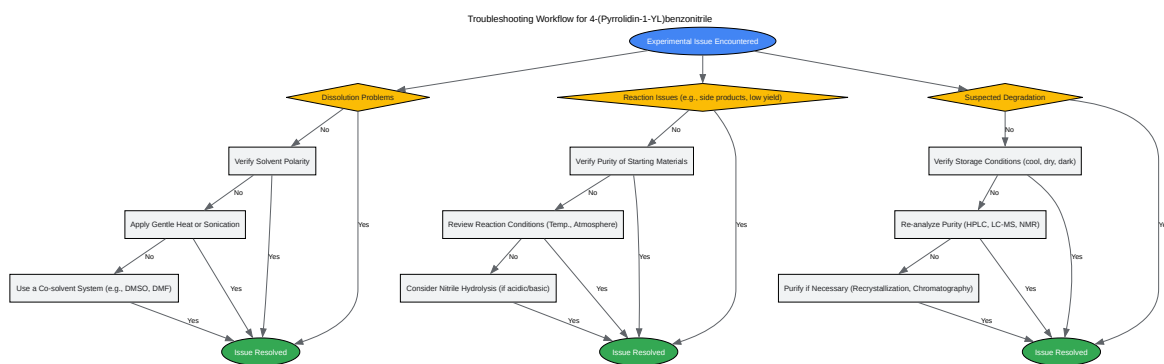 Troubleshooting Workflow for 4-(Pyrrolidin-1-YL)benzonitrile
Experimental Issue Encountered
Dissolution Problems
Reaction Issues (e.g., side products, low yield)
Suspected Degradation
No
No
No
Verify Solvent Polarity
Verify Purity of Starting Materials
Verify Storage Conditions (cool, dry, dark)
No
No
No
Apply Gentle Heat or Sonication
Yes
Review Reaction Conditions (Temp., Atmosphere)
Yes
Re-analyze Purity (HPLC, LC-MS, NMR)
No
Yes
No
Yes
No
Yes
Use a Co-solvent System (e.g., DMSO, DMF)
Yes
Consider Nitrile Hydrolysis (if acidic/basic)
Yes
Purify if Necessary (Recrystallization, Chromatography)
Yes
Yes
Yes
Yes
Issue Resolved
Issue Resolved
Issue Resolved